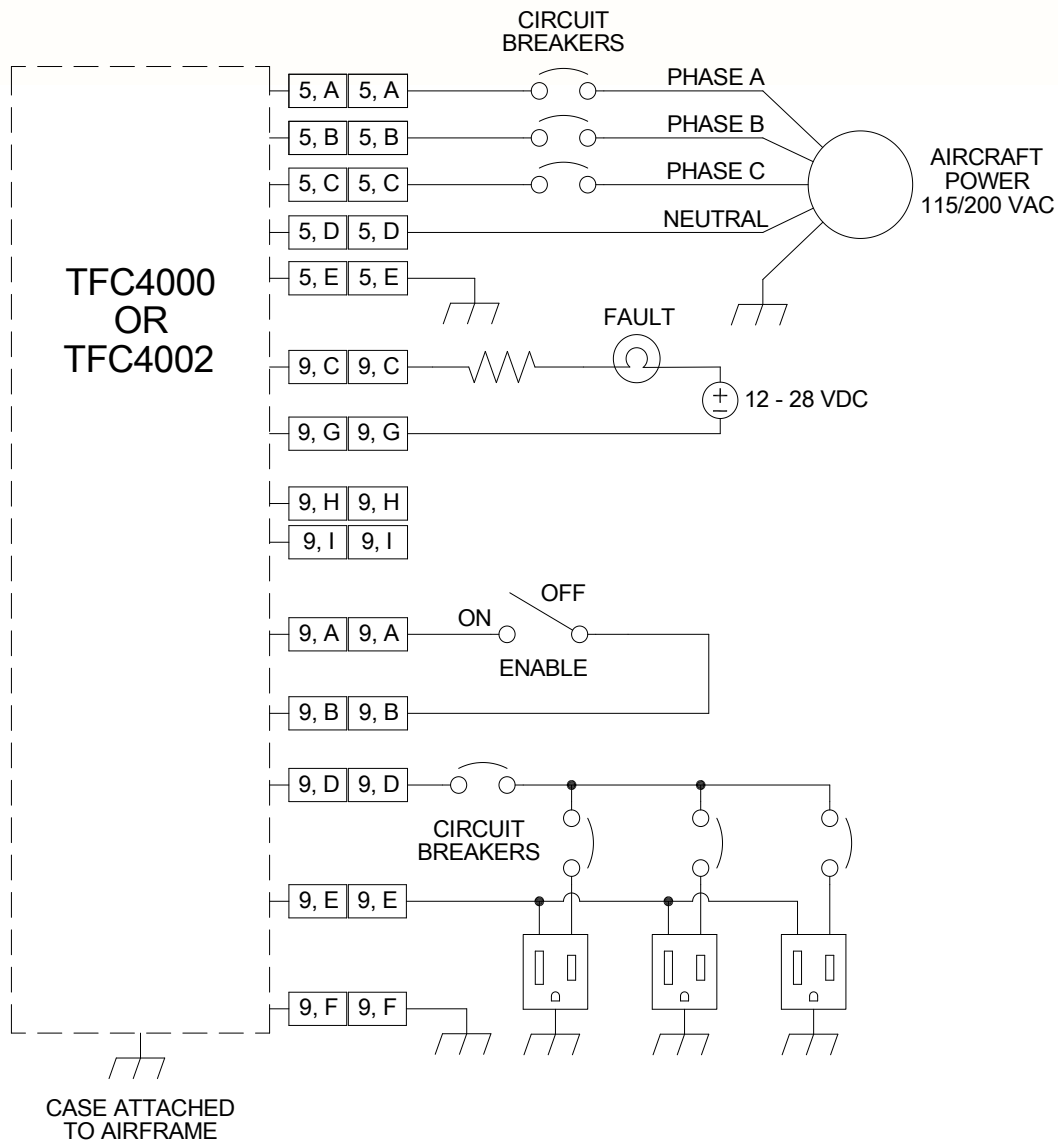 CIRCUIT
BREAKERS
5, A 5, A
PHASE A
5, B 5, B
PHASE B
5, C 5, C
PHASE C
AIRCRAFT
POWER
115/200 VAC
5, D 5, D
NEUTRAL
5, E 5, E
TFC4000
OR
TFC4002
FAULT
9, C 9, C
+
–
12 - 28 VDC
9, G 9, G
9, H 9, H
9, I 9, I
OFF
ON
9, A 9, A
ENABLE
9, B 9, B
9, D 9, D
CIRCUIT
BREAKERS
9, E 9, E
9, F 9, F
CASE ATTACHED
TO AIRFRAME